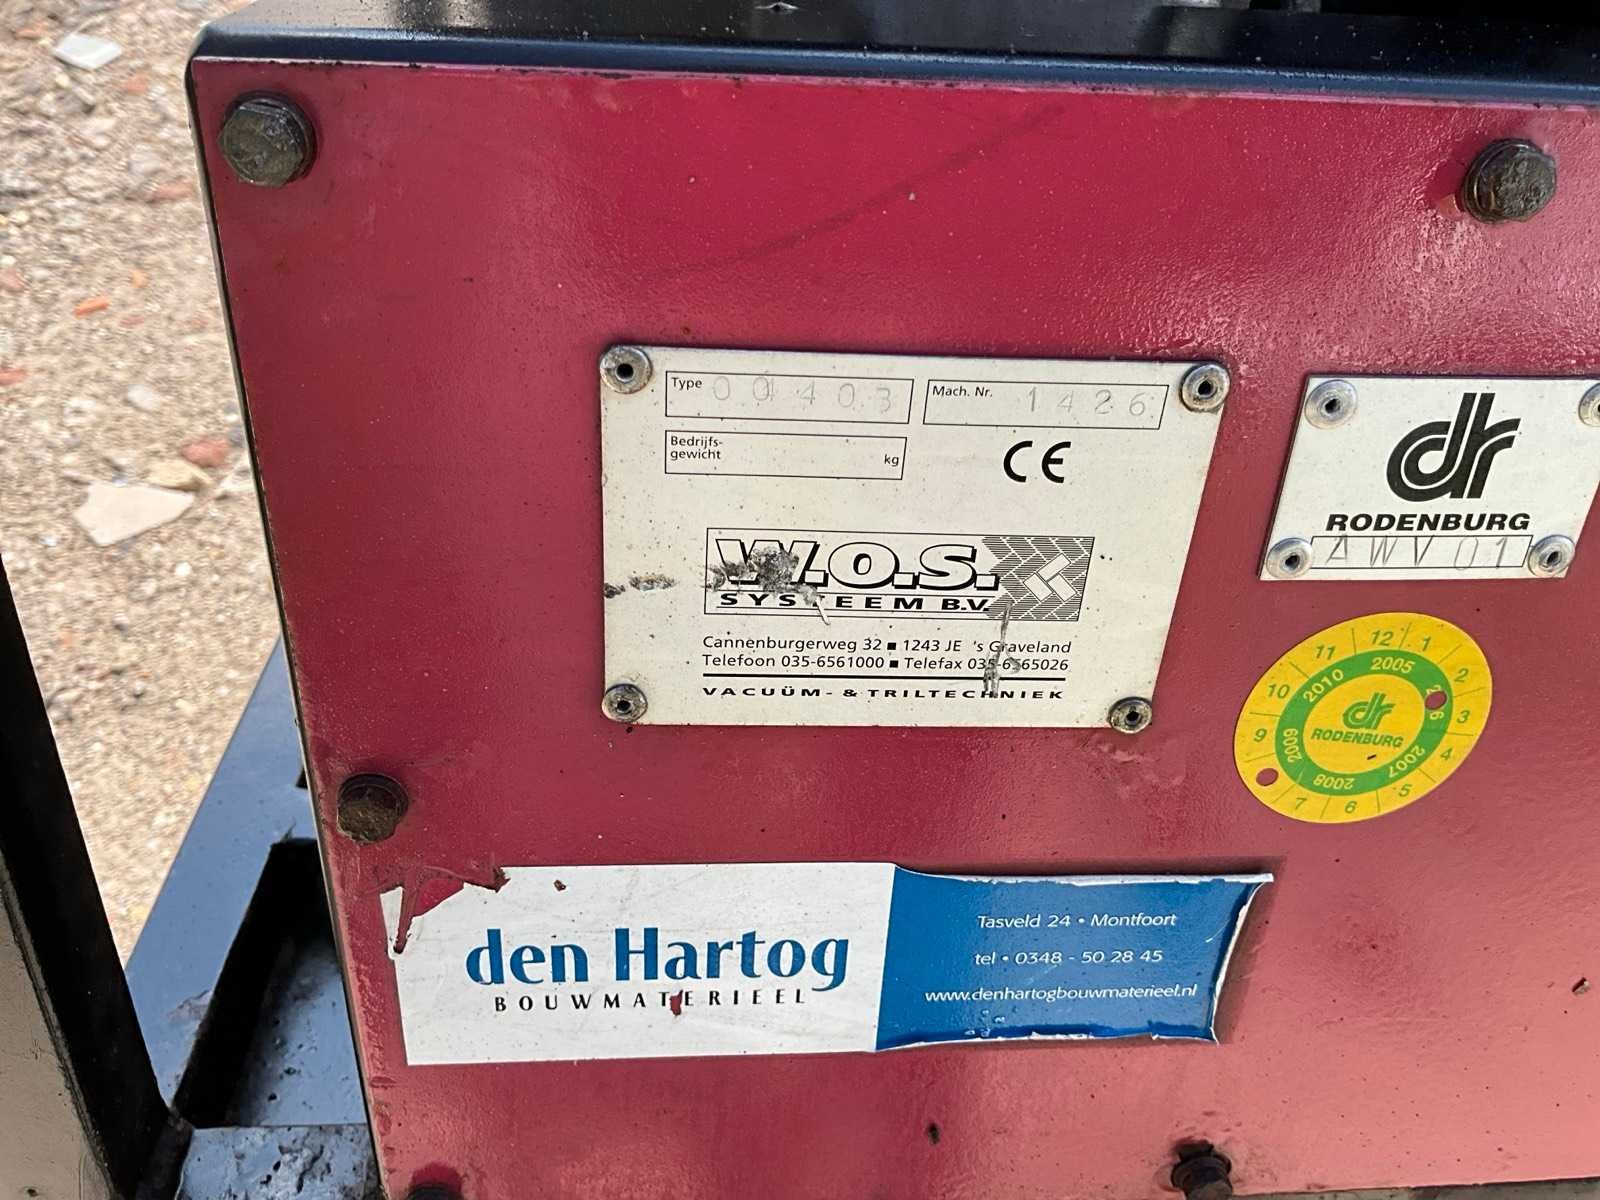 Type 00403
Mach. Nr. 1426
Bedrijfs-
gewicht kg
CE
W.O.S.
SYSTEEM B.V.
Cannenburgerweg 32 ■ 1243 JE 's Graveland
Telefoon 035-6561000 ■ Telefax 035-6565026
VACUÜM- & TRILTECHNIEK
dr
RODENBURG
AWV01
12 1 2 3 4 5 6 7 9 10 11
2005 2007 2008 2009 2010
dr
RODENBURG
den Hartog
BOUWMATERIEEL
Tasveld 24 • Montfoort
tel • 0348 - 50 28 45
www.denhartogbouwmaterieel.nl